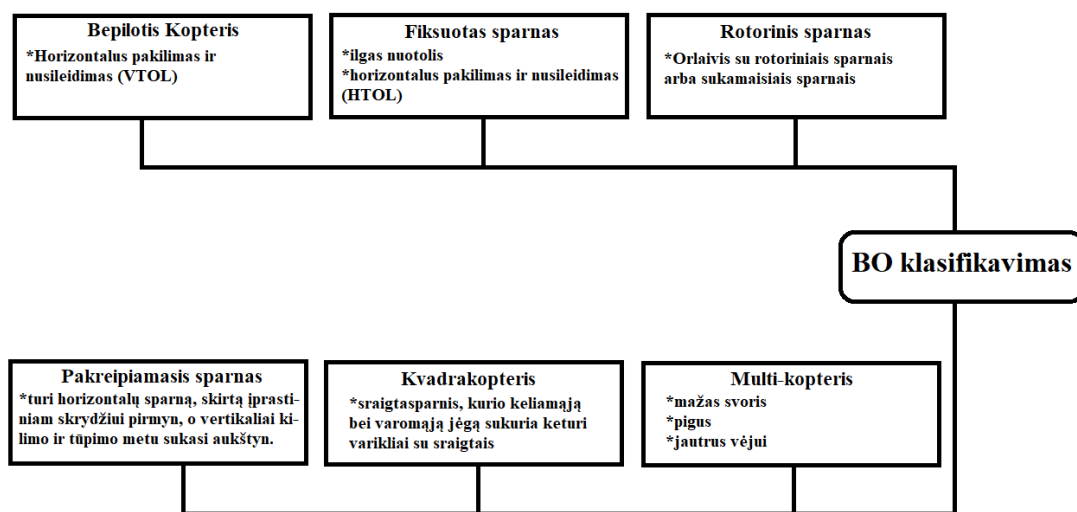 Bepilotis Kopteris
*Horizontalus pakilimas ir
nusileidimas (VTOL)
Fiksuotas sparnas
*ilgas nuotolis
*horizontalus pakilimas ir nusileidimas
(HTOL)
Rotorinis sparnas
*Orlaivis su rotoriniais sparnais
arba sukamaisiais sparnais
BO klasifikavimas
Pakreipiamasis sparnas
*turi horizontalų sparną, skirtą įprasti-
niam skrydžiui pirmyn, o vertikaliai ki-
limo ir tūpimo metu sukasi aukštyn.
Kvadrakopteris
*sraigtasparnis, kurio keliamąją
bei varomąją jėgą sukuria keturi
varikliai su sraigtais
Multi-kopteris
*mažas svoris
*pigus
*jautrus vėjui